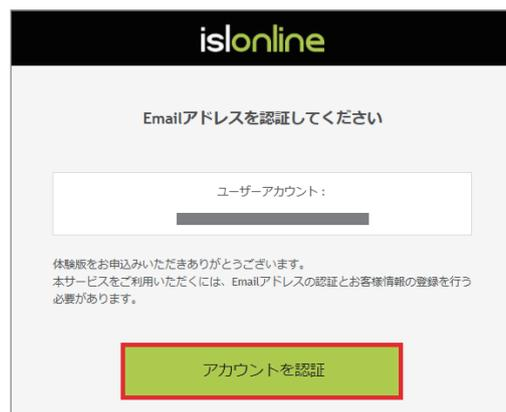 islonline
Emailアドレスを認証してください
ユーザーアカウント：
体験版をお申込みいただきありがとうございます。
本サービスをご利用いただくには、Emailアドレスの認証とお客様情報の登録を行う
必要があります。
アカウントを認証